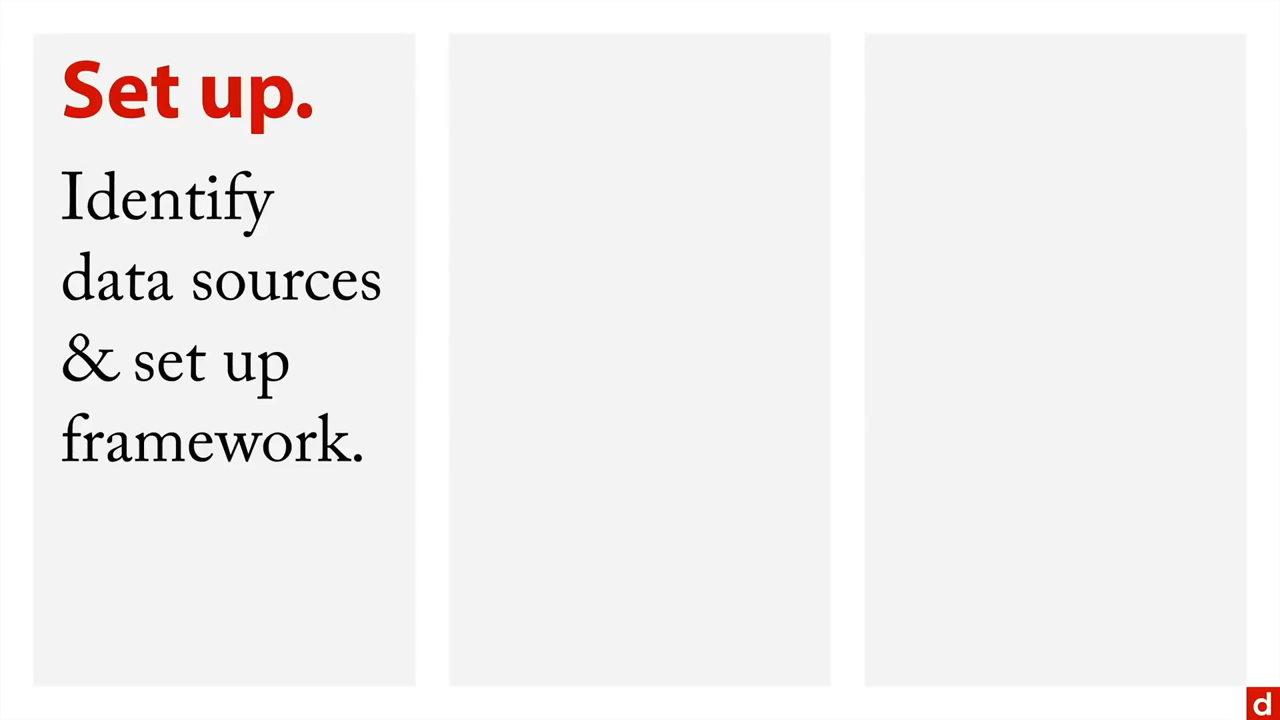 Set up.
Identify
data sources
& set up
framework.
d